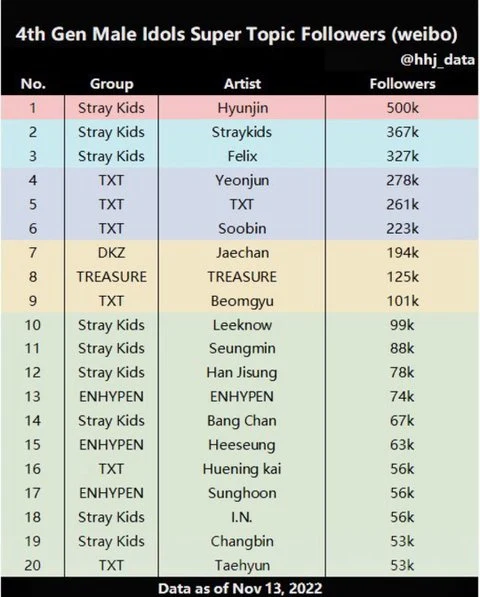 4th Gen Male Idols Super Topic Followers (weibo)
@hhj_data
No. Group Artist Followers
1 Stray Kids Hyunjin 500k
2 Stray Kids Straykids 367k
3 Stray Kids Felix 327k
4 TXT Yeonjun 278k
5 TXT TXT 261k
6 TXT Soobin 223k
7 DKZ Jaechan 194k
8 TREASURE TREASURE 125k
9 TXT Beomgyu 101k
10 Stray Kids Leeknow 99k
11 Stray Kids Seungmin 88k
12 Stray Kids Han Jisung 78k
13 ENHYPEN ENHYPEN 74k
14 Stray Kids Bang Chan 67k
15 ENHYPEN Heeseung 63k
16 TXT Huening kai 56k
17 ENHYPEN Sunghoon 56k
18 Stray Kids I.N. 56k
19 Stray Kids Changbin 53k
20 TXT Taehyun 53k
Data as of Nov 13, 2022